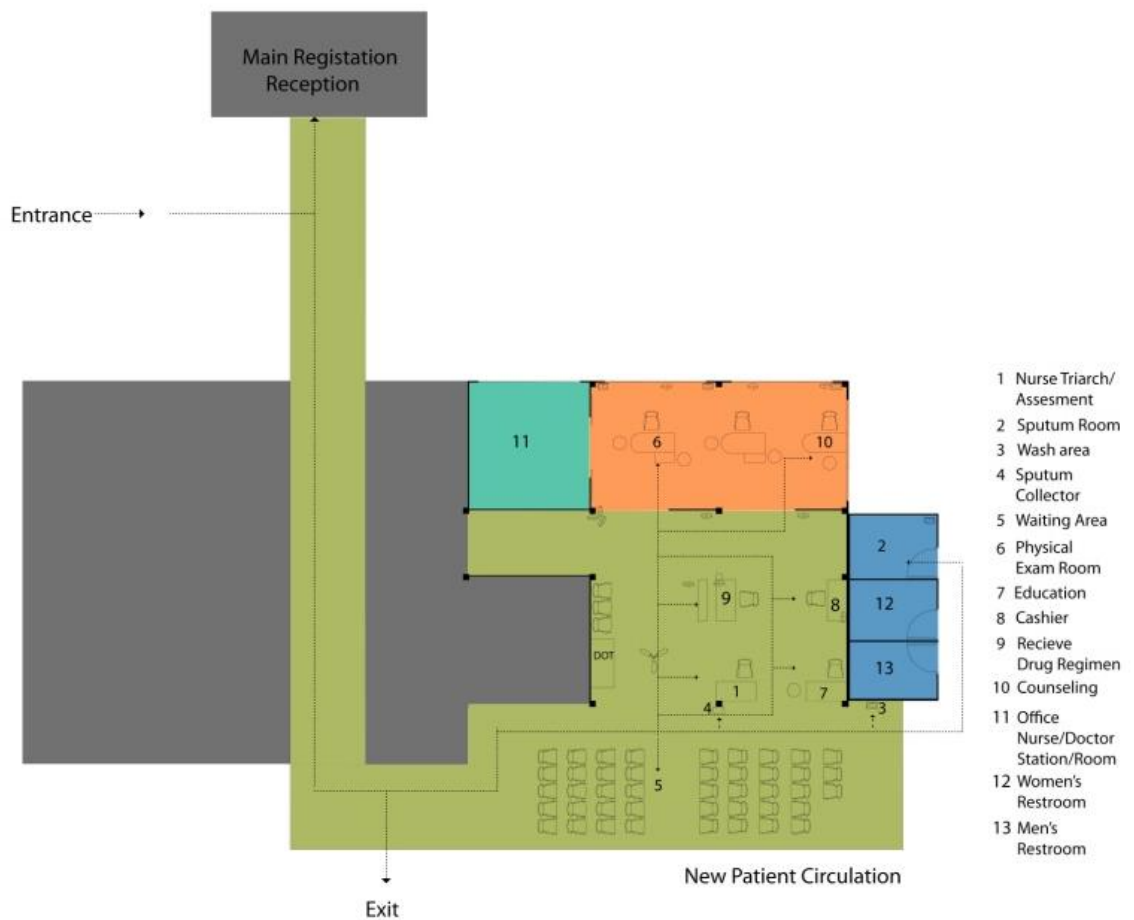 Main Registation
Reception
Entrance
11
6
10
2
12
13
9
8
DOT
1
7
4
3
5
1 Nurse Triarch/
Assesment
2 Sputum Room
3 Wash area
4 Sputum
Collector
5 Waiting Area
6 Physical
Exam Room
7 Education
8 Cashier
9 Recieve
Drug Regimen
10 Counseling
11 Office
Nurse/Doctor
Station/Room
12 Women's
Restroom
13 Men's
Restroom
New Patient Circulation
Exit